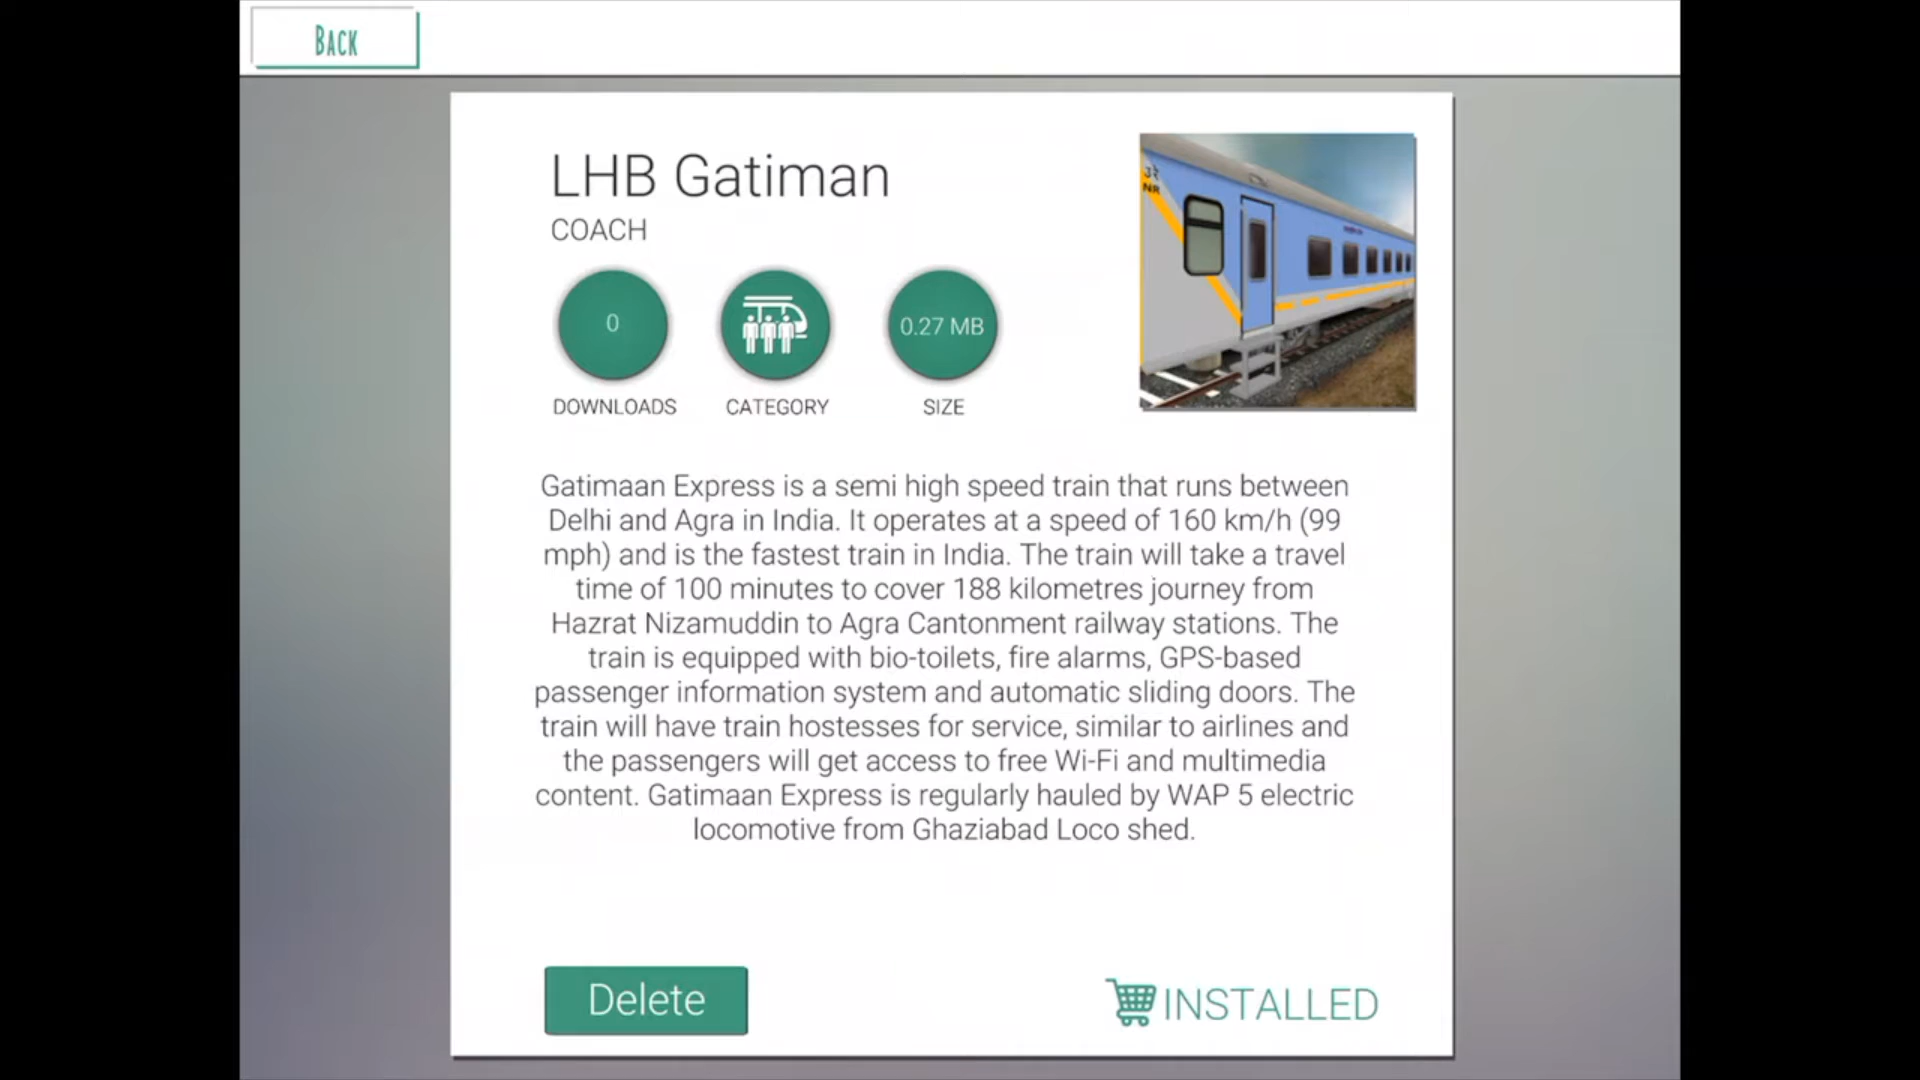 BACK
LHB Gatiman
COACH
उरे
NR
0
0.27 MB
DOWNLOADS
CATEGORY
SIZE
Gatimaan Express is a semi high speed train that runs between
Delhi and Agra in India. It operates at a speed of 160 km/h (99
mph) and is the fastest train in India. The train will take a travel
time of 100 minutes to cover 188 kilometres journey from
Hazrat Nizamuddin to Agra Cantonment railway stations. The
train is equipped with bio-toilets, fire alarms, GPS-based
passenger information system and automatic sliding doors. The
train will have train hostesses for service, similar to airlines and
the passengers will get access to free Wi-Fi and multimedia
content. Gatimaan Express is regularly hauled by WAP 5 electric
locomotive from Ghaziabad Loco shed.
Delete
INSTALLED